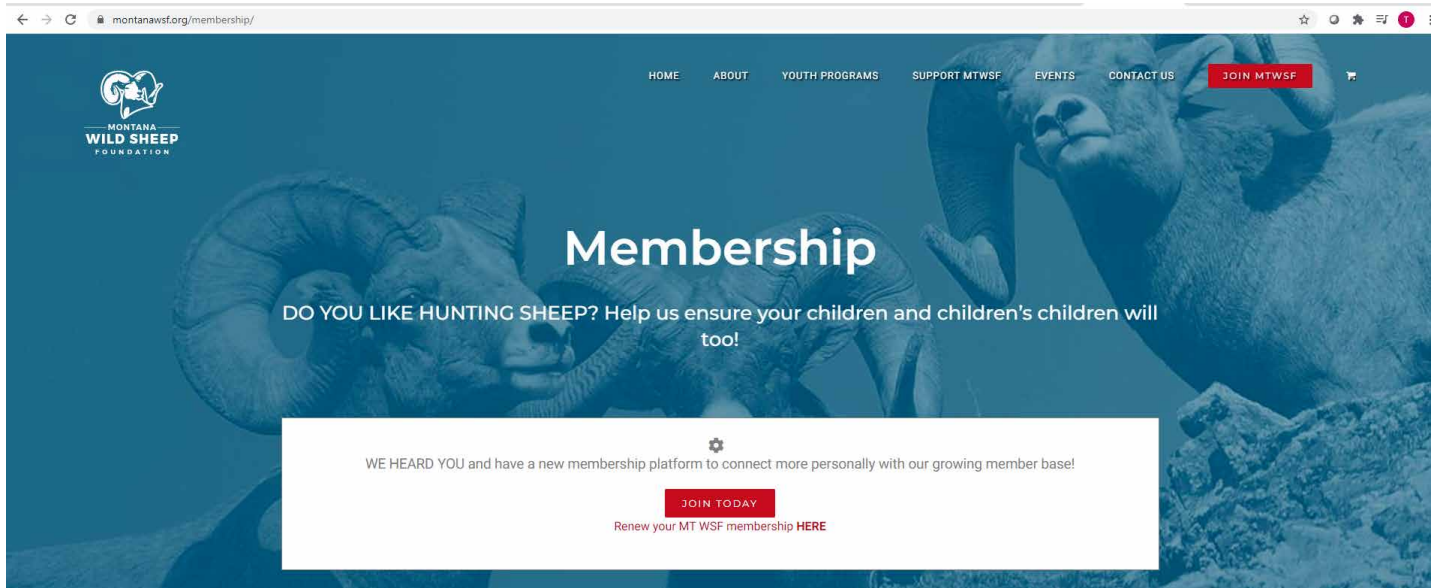 montanawsf.org/membership/
T
HOME ABOUT YOUTH PROGRAMS SUPPORT MTWSF EVENTS CONTACT US JOIN MTWSF
MONTANA
WILD SHEEP
FOUNDATION
Membership
DO YOU LIKE HUNTING SHEEP? Help us ensure your children and children's children will
too!
WE HEARD YOU and have a new membership platform to connect more personally with our growing member base!
JOIN TODAY
Renew your MT WSF membership HERE